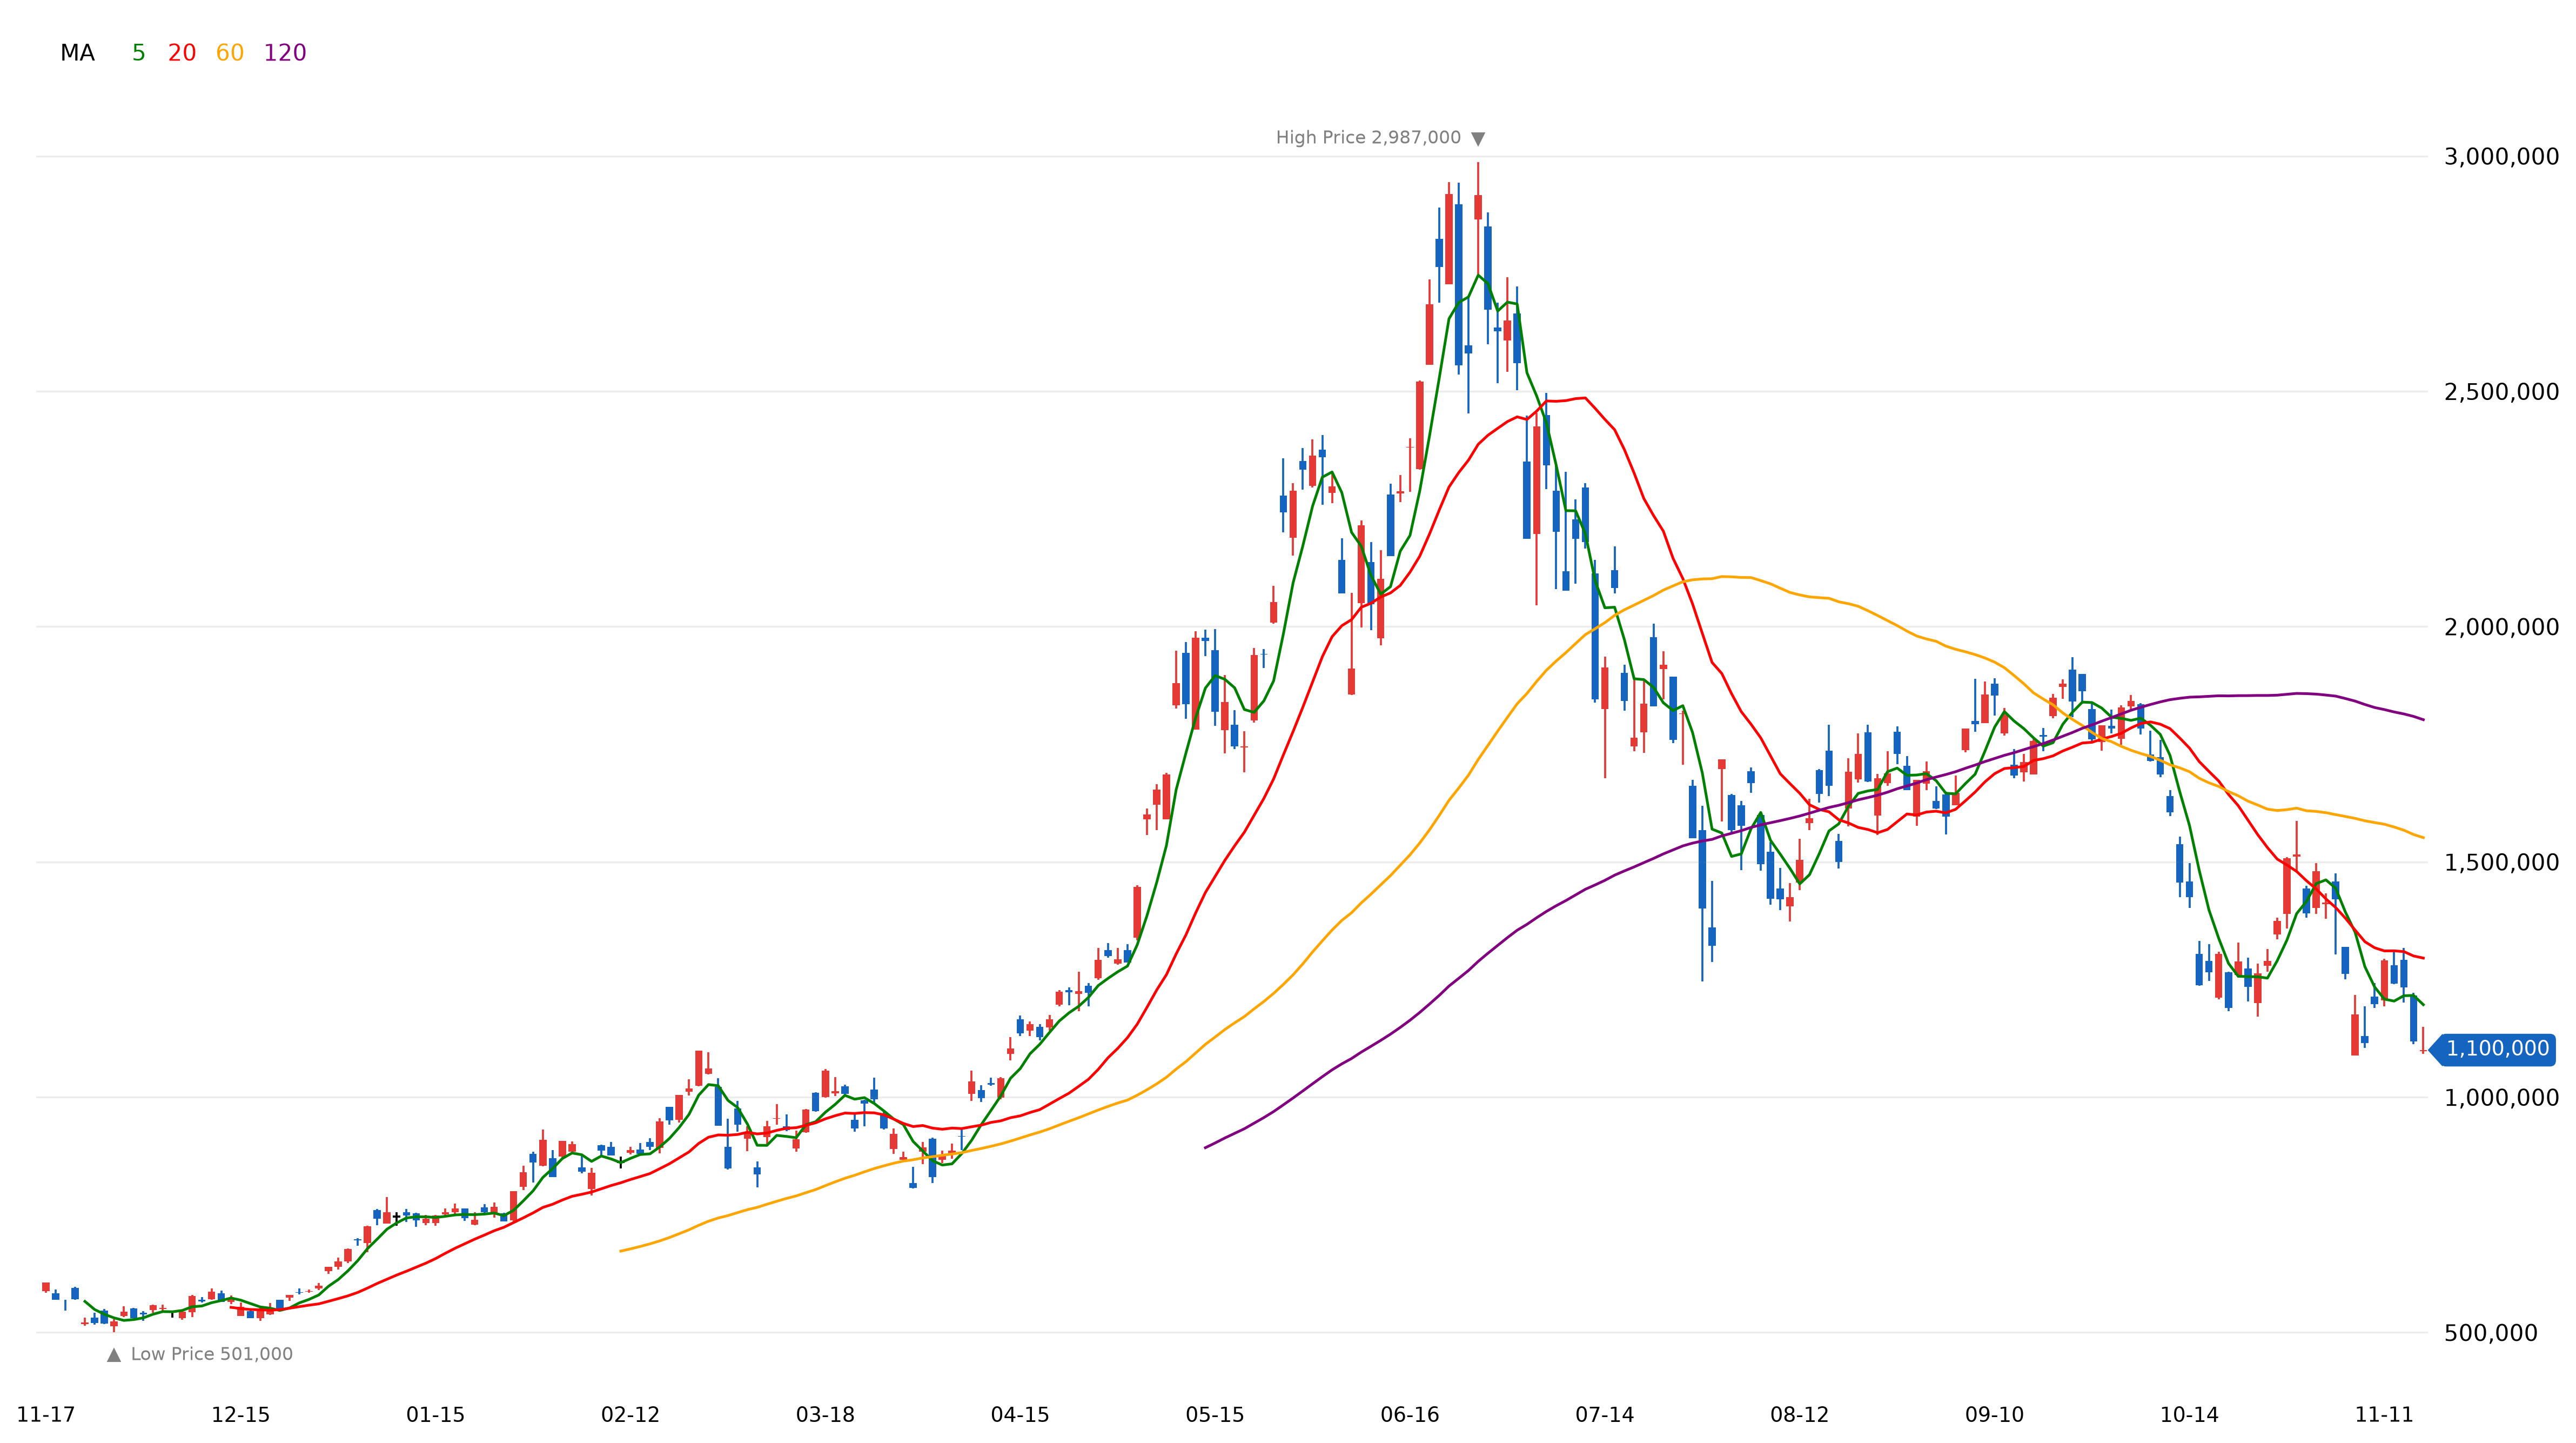 MA 5 20 60 120
High Price 2,987,000 ▼
3,000,000
2,500,000
2,000,000
1,500,000
1,100,000
1,000,000
500,000
▲ Low Price 501,000
11-17 12-15 01-15 02-12 03-18 04-15 05-15 06-16 07-14 08-12 09-10 10-14 11-11